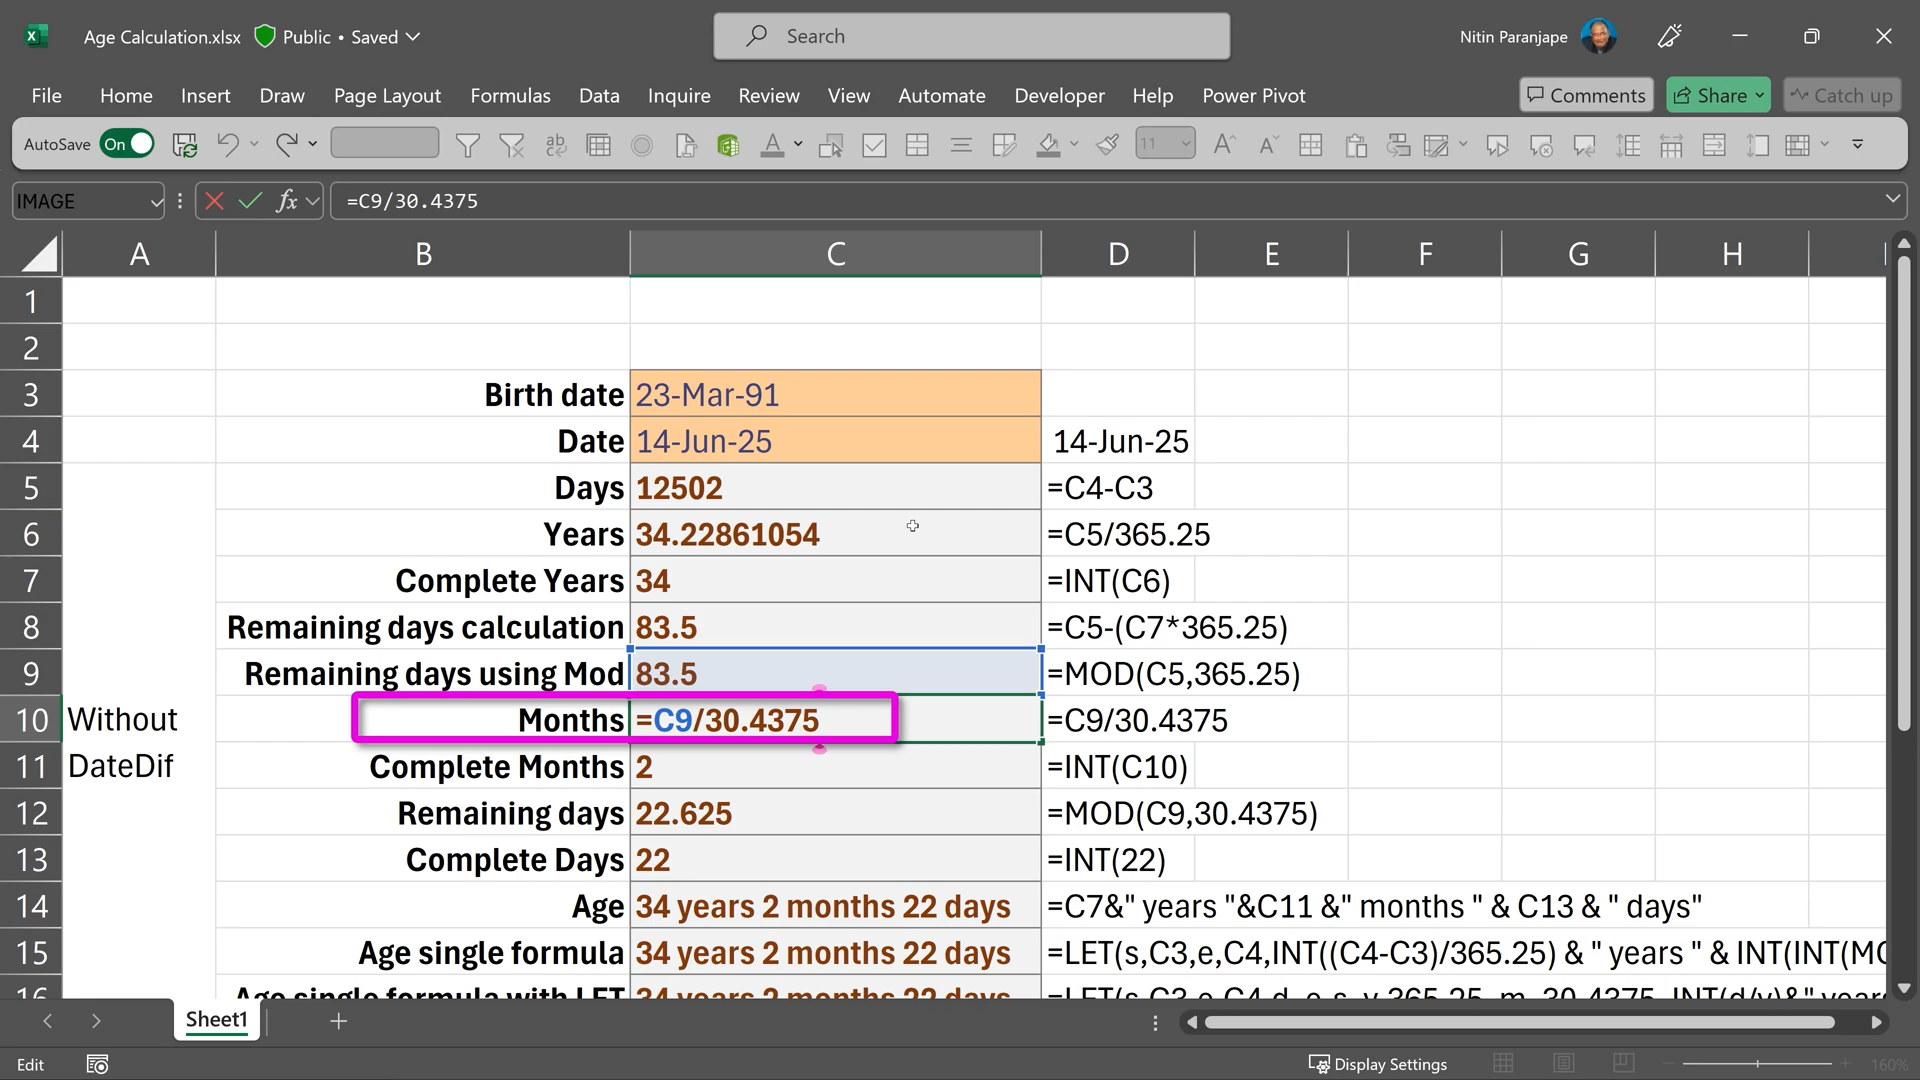 Age Calculation.xlsx Public • Saved
Search
Nitin Paranjape
File Home Insert Draw Page Layout Formulas Data Inquire Review View Automate Developer Help Power Pivot
Comments Share Catch up
AutoSave On
11
IMAGE fx =C9/30.4375
A B C D E F G H
1
2
3 Birth date 23-Mar-91
4 Date 14-Jun-25 14-Jun-25
5 Days 12502 =C4-C3
6 Years 34.22861054 =C5/365.25
7 Complete Years 34 =INT(C6)
8 Remaining days calculation 83.5 =C5-(C7*365.25)
9 Remaining days using Mod 83.5 =MOD(C5,365.25)
10 Without Months =C9/30.4375 =C9/30.4375
11 DateDif Complete Months 2 =INT(C10)
12 Remaining days 22.625 =MOD(C9,30.4375)
13 Complete Days 22 =INT(22)
14 Age 34 years 2 months 22 days =C7&" years "&C11 &" months " & C13 & " days"
15 Age single formula 34 years 2 months 22 days =LET(s,C3,e,C4,INT((C4-C3)/365.25) & " years " & INT(INT(MO
16 Age single formula with LET 34 years 2 months 22 days
Sheet1
Edit
Display Settings
160%